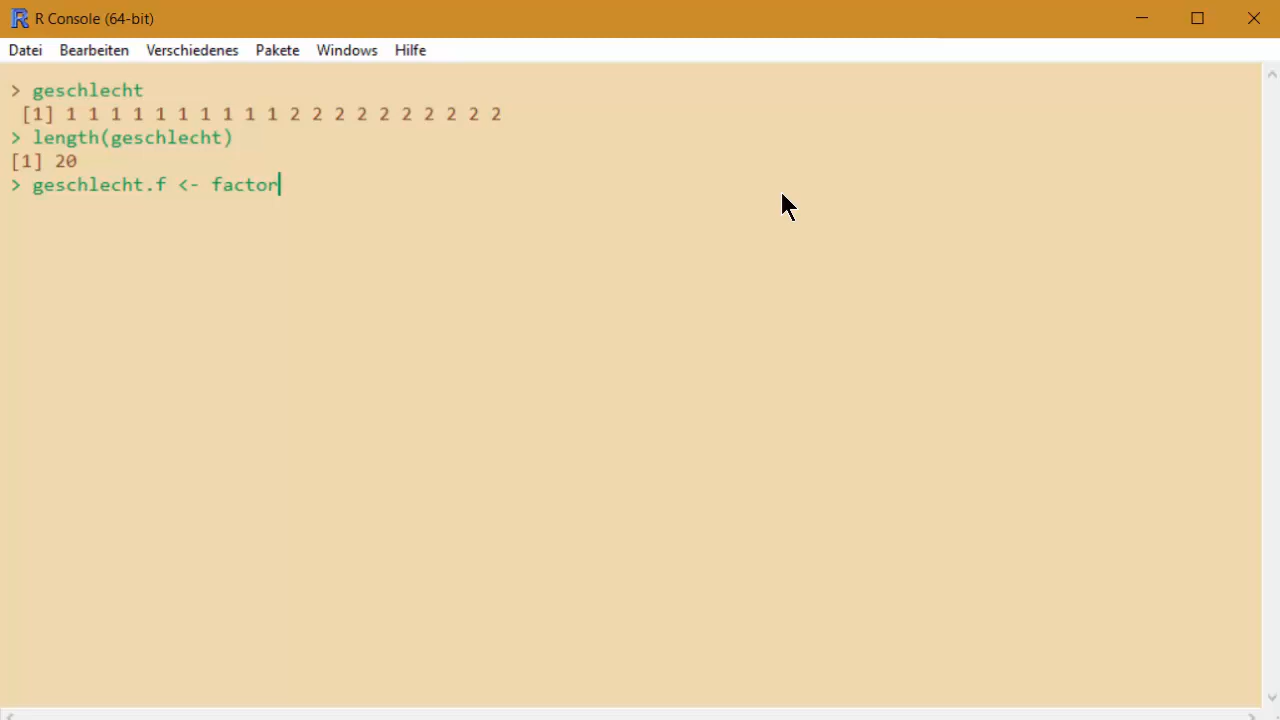 R Console (64-bit)
Datei Bearbeiten Verschiedenes Pakete Windows Hilfe
> geschlecht
[1] 1 1 1 1 1 1 1 1 1 1 2 2 2 2 2 2 2 2 2 2
> length(geschlecht)
[1] 20
> geschlecht.f <- factor